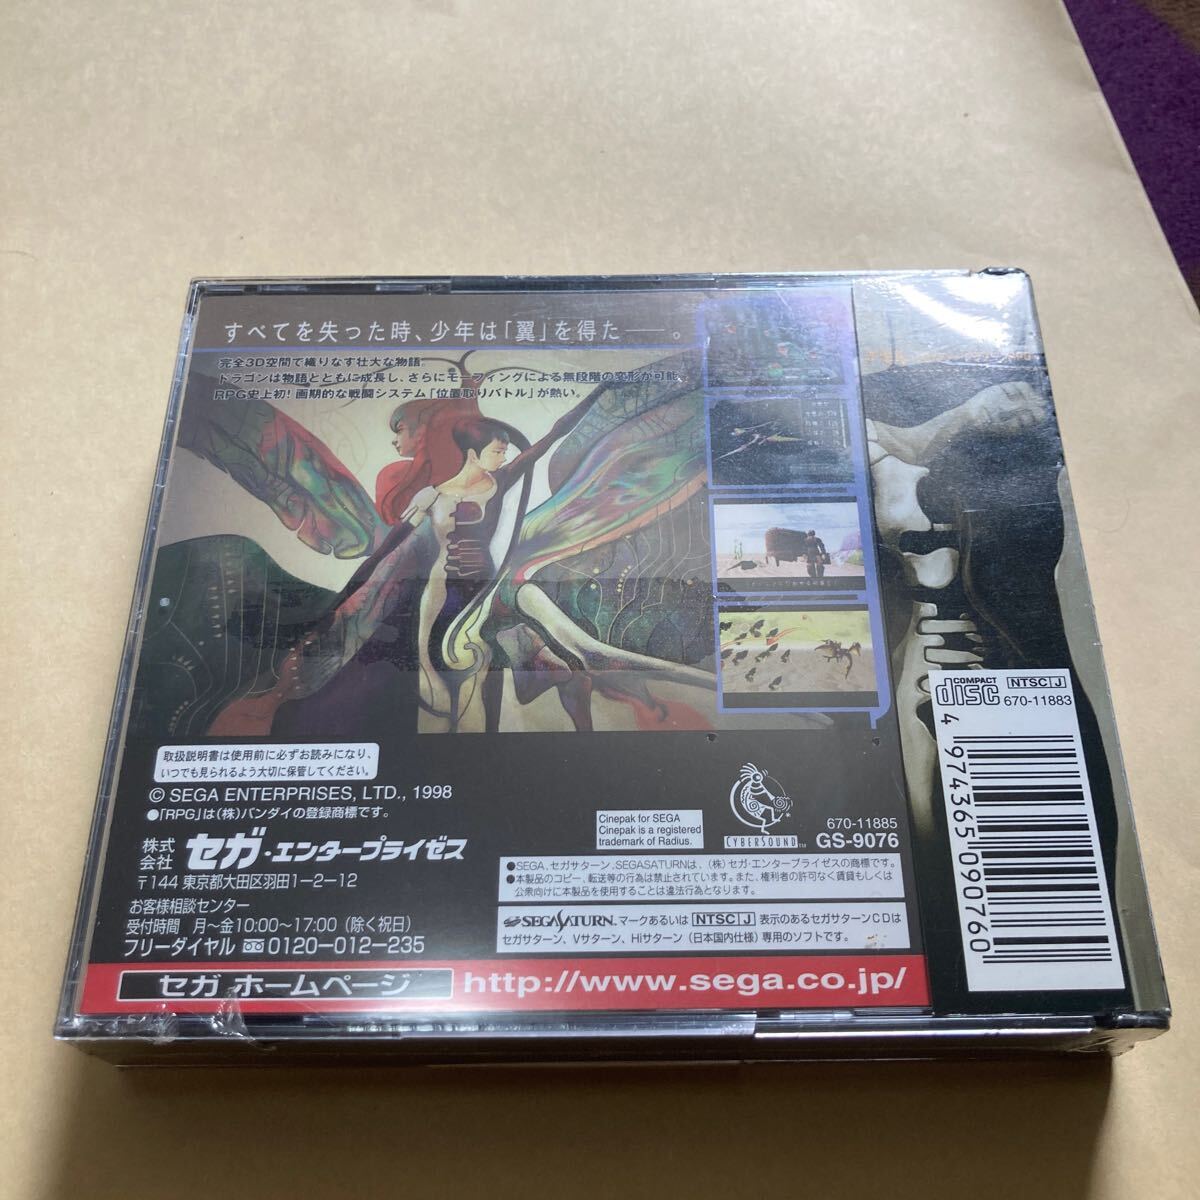 すべてを失った時、少年は「翼」を得た——。
完全3D空間で織りなす壮大な物語。
ドラゴンは物語とともに成長し、さらにモーフィングによる無段階の変形が可能。
RPG史上初！画期的な戦闘システム「位置取りバトル」が熱い。
取扱説明書は使用前に必ずお読みになり、
いつでも見られるよう大切に保管してください。
© SEGA ENTERPRISES, LTD., 1998
●「RPG」は(株)バンダイの登録商標です。
株式会社 セガ・エンタープライゼス
〒144 東京都大田区羽田1-2-12
お客様相談センター
受付時間 月～金10:00～17:00（除く祝日）
フリーダイヤル 0120-012-235
Cinepak for SEGA
Cinepak is a registered
trademark of Radius.
CYBERSOUND™
670-11885
GS-9076
●SEGA、セガサターン、SEGASATURNは、（株）セガ・エンタープライゼスの商標です。
●本製品のコピー、転送等の行為は禁止されています。また、権利者の許可なく賃貸もしくは
公衆向けに本製品を使用することは違法行為となります。
SEGASATURN™ マークあるいは NTSC J 表示のあるセガサターンCDは
セガサターン、Vサターン、Hiサターン（日本国内仕様）専用のソフトです。
セガ ホームページ
http://www.sega.co.jp/
COMPACT disc
NTSC J
670-11883
4 974365 090760